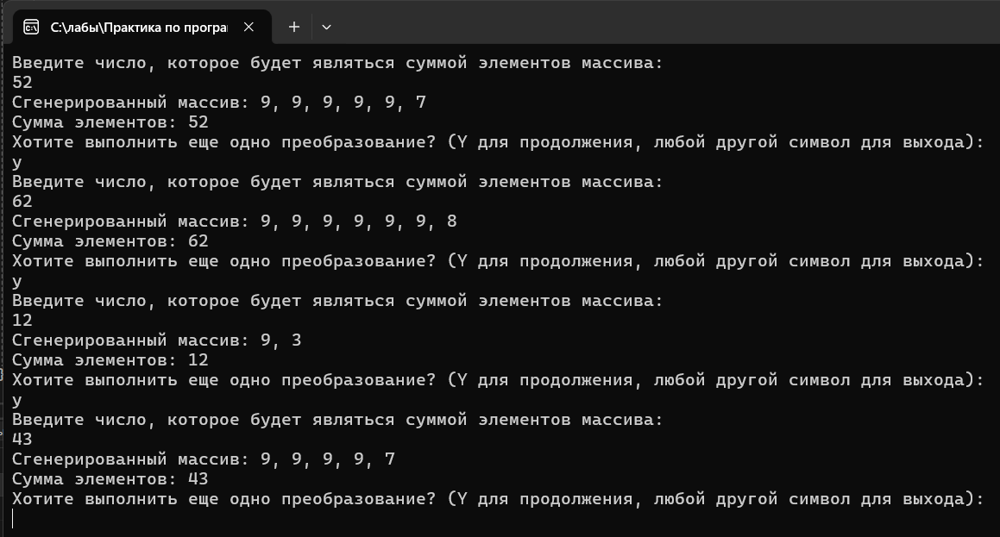 C:\лабы\Практика по програ
Введите число, которое будет являться суммой элементов массива:
52
Сгенерированный массив: 9, 9, 9, 9, 9, 7
Сумма элементов: 52
Хотите выполнить еще одно преобразование? (Y для продолжения, любой другой символ для выхода):
y
Введите число, которое будет являться суммой элементов массива:
62
Сгенерированный массив: 9, 9, 9, 9, 9, 9, 8
Сумма элементов: 62
Хотите выполнить еще одно преобразование? (Y для продолжения, любой другой символ для выхода):
y
Введите число, которое будет являться суммой элементов массива:
12
Сгенерированный массив: 9, 3
Сумма элементов: 12
Хотите выполнить еще одно преобразование? (Y для продолжения, любой другой символ для выхода):
y
Введите число, которое будет являться суммой элементов массива:
43
Сгенерированный массив: 9, 9, 9, 9, 7
Сумма элементов: 43
Хотите выполнить еще одно преобразование? (Y для продолжения, любой другой символ для выхода):